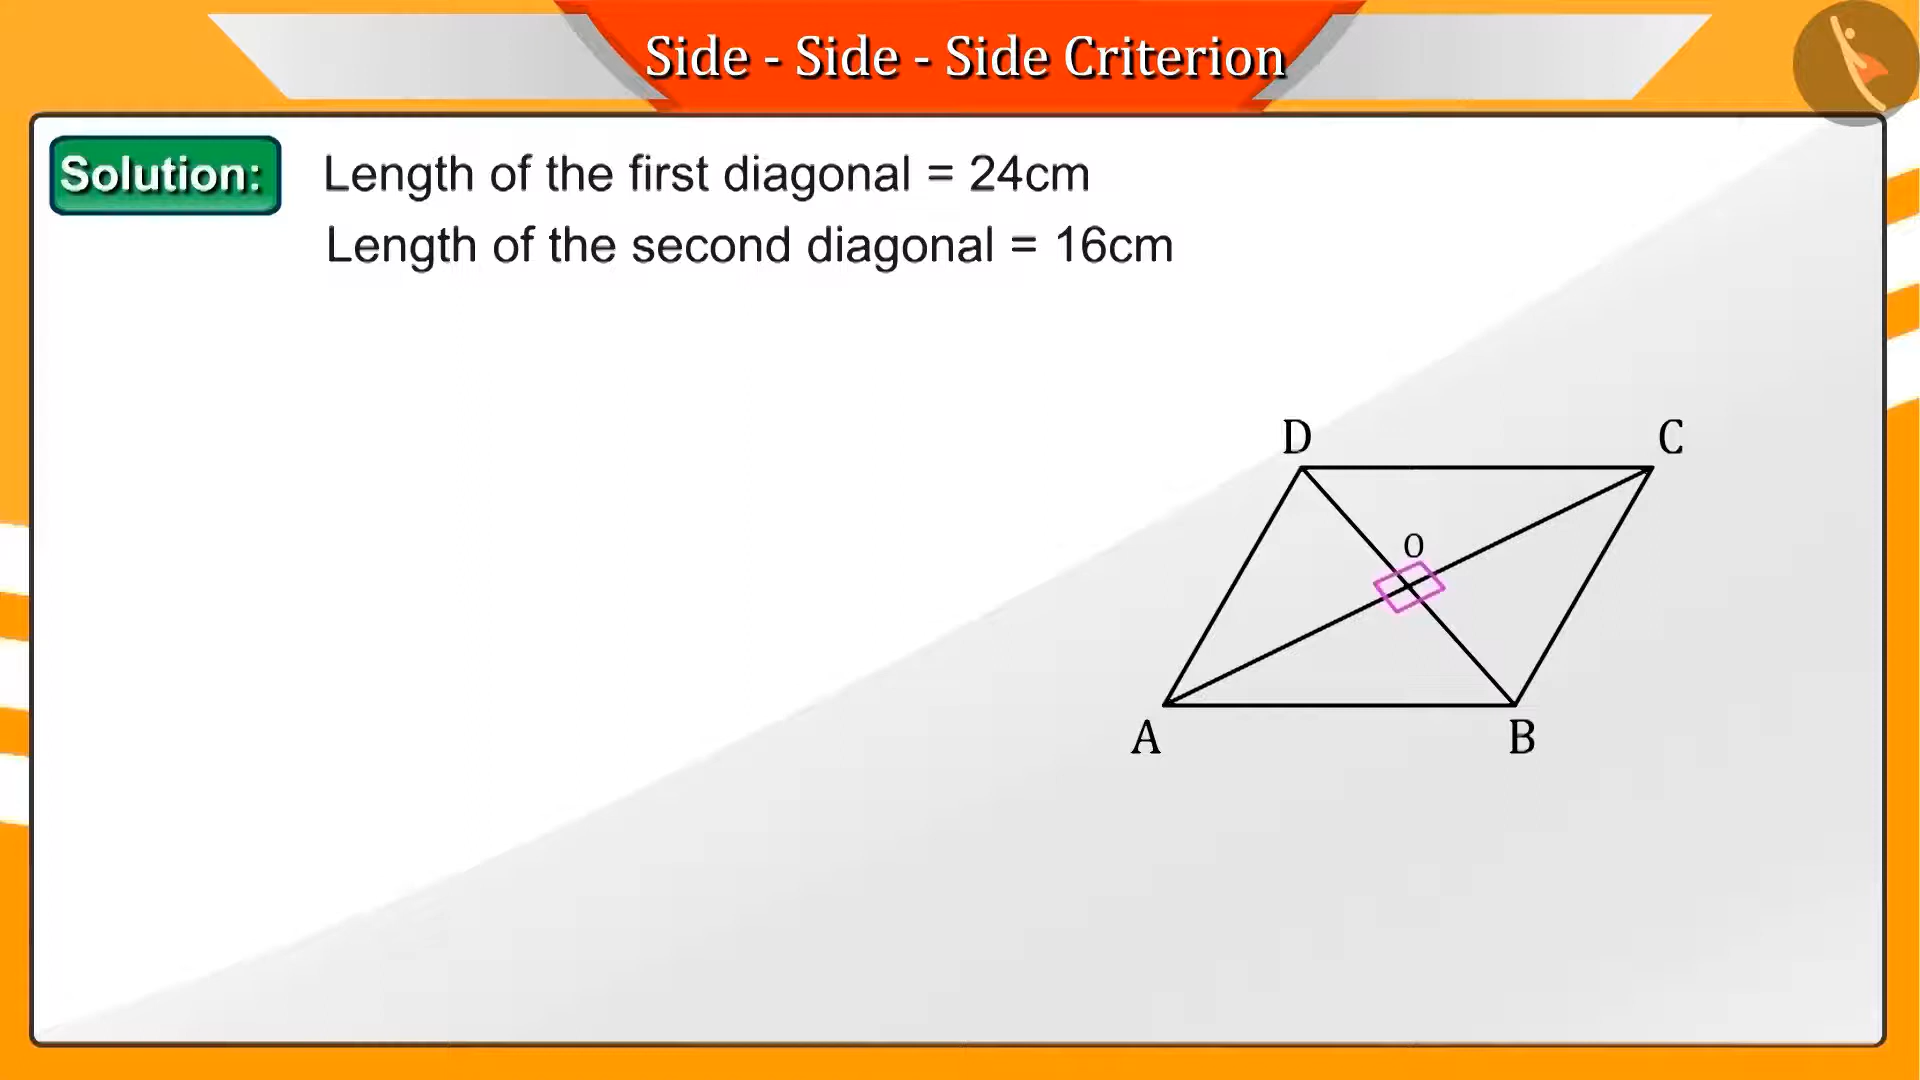 Side - Side - Side Criterion
Solution: Length of the first diagonal = 24cm
Length of the second diagonal = 16cm
D C
O
A B